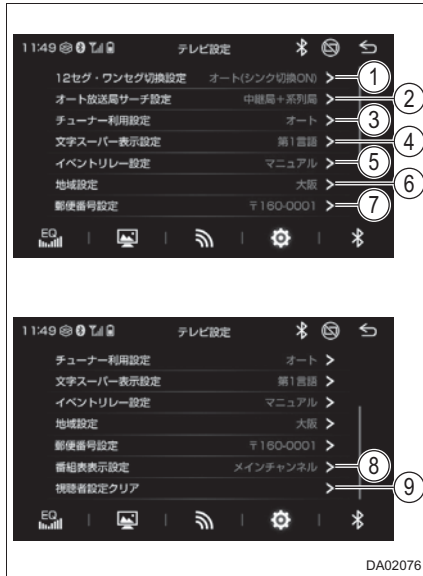 11:49 テレビ設定
12セグ・ワンセグ切換設定 オート(シンク切換ON) > 1
オート放送局サーチ設定 中継局+系列局 > 2
チューナー利用設定 オート > 3
文字スーパー表示設定 第1言語 > 4
イベントリレー設定 マニュアル > 5
地域設定 大阪 > 6
郵便番号設定 〒160-0001 > 7
EQ
11:49 テレビ設定
チューナー利用設定 オート >
文字スーパー表示設定 第1言語 >
イベントリレー設定 マニュアル >
地域設定 大阪 >
郵便番号設定 〒160-0001 >
番組表表示設定 メインチャンネル > 8
視聴者設定クリア > 9
EQ
DA02076